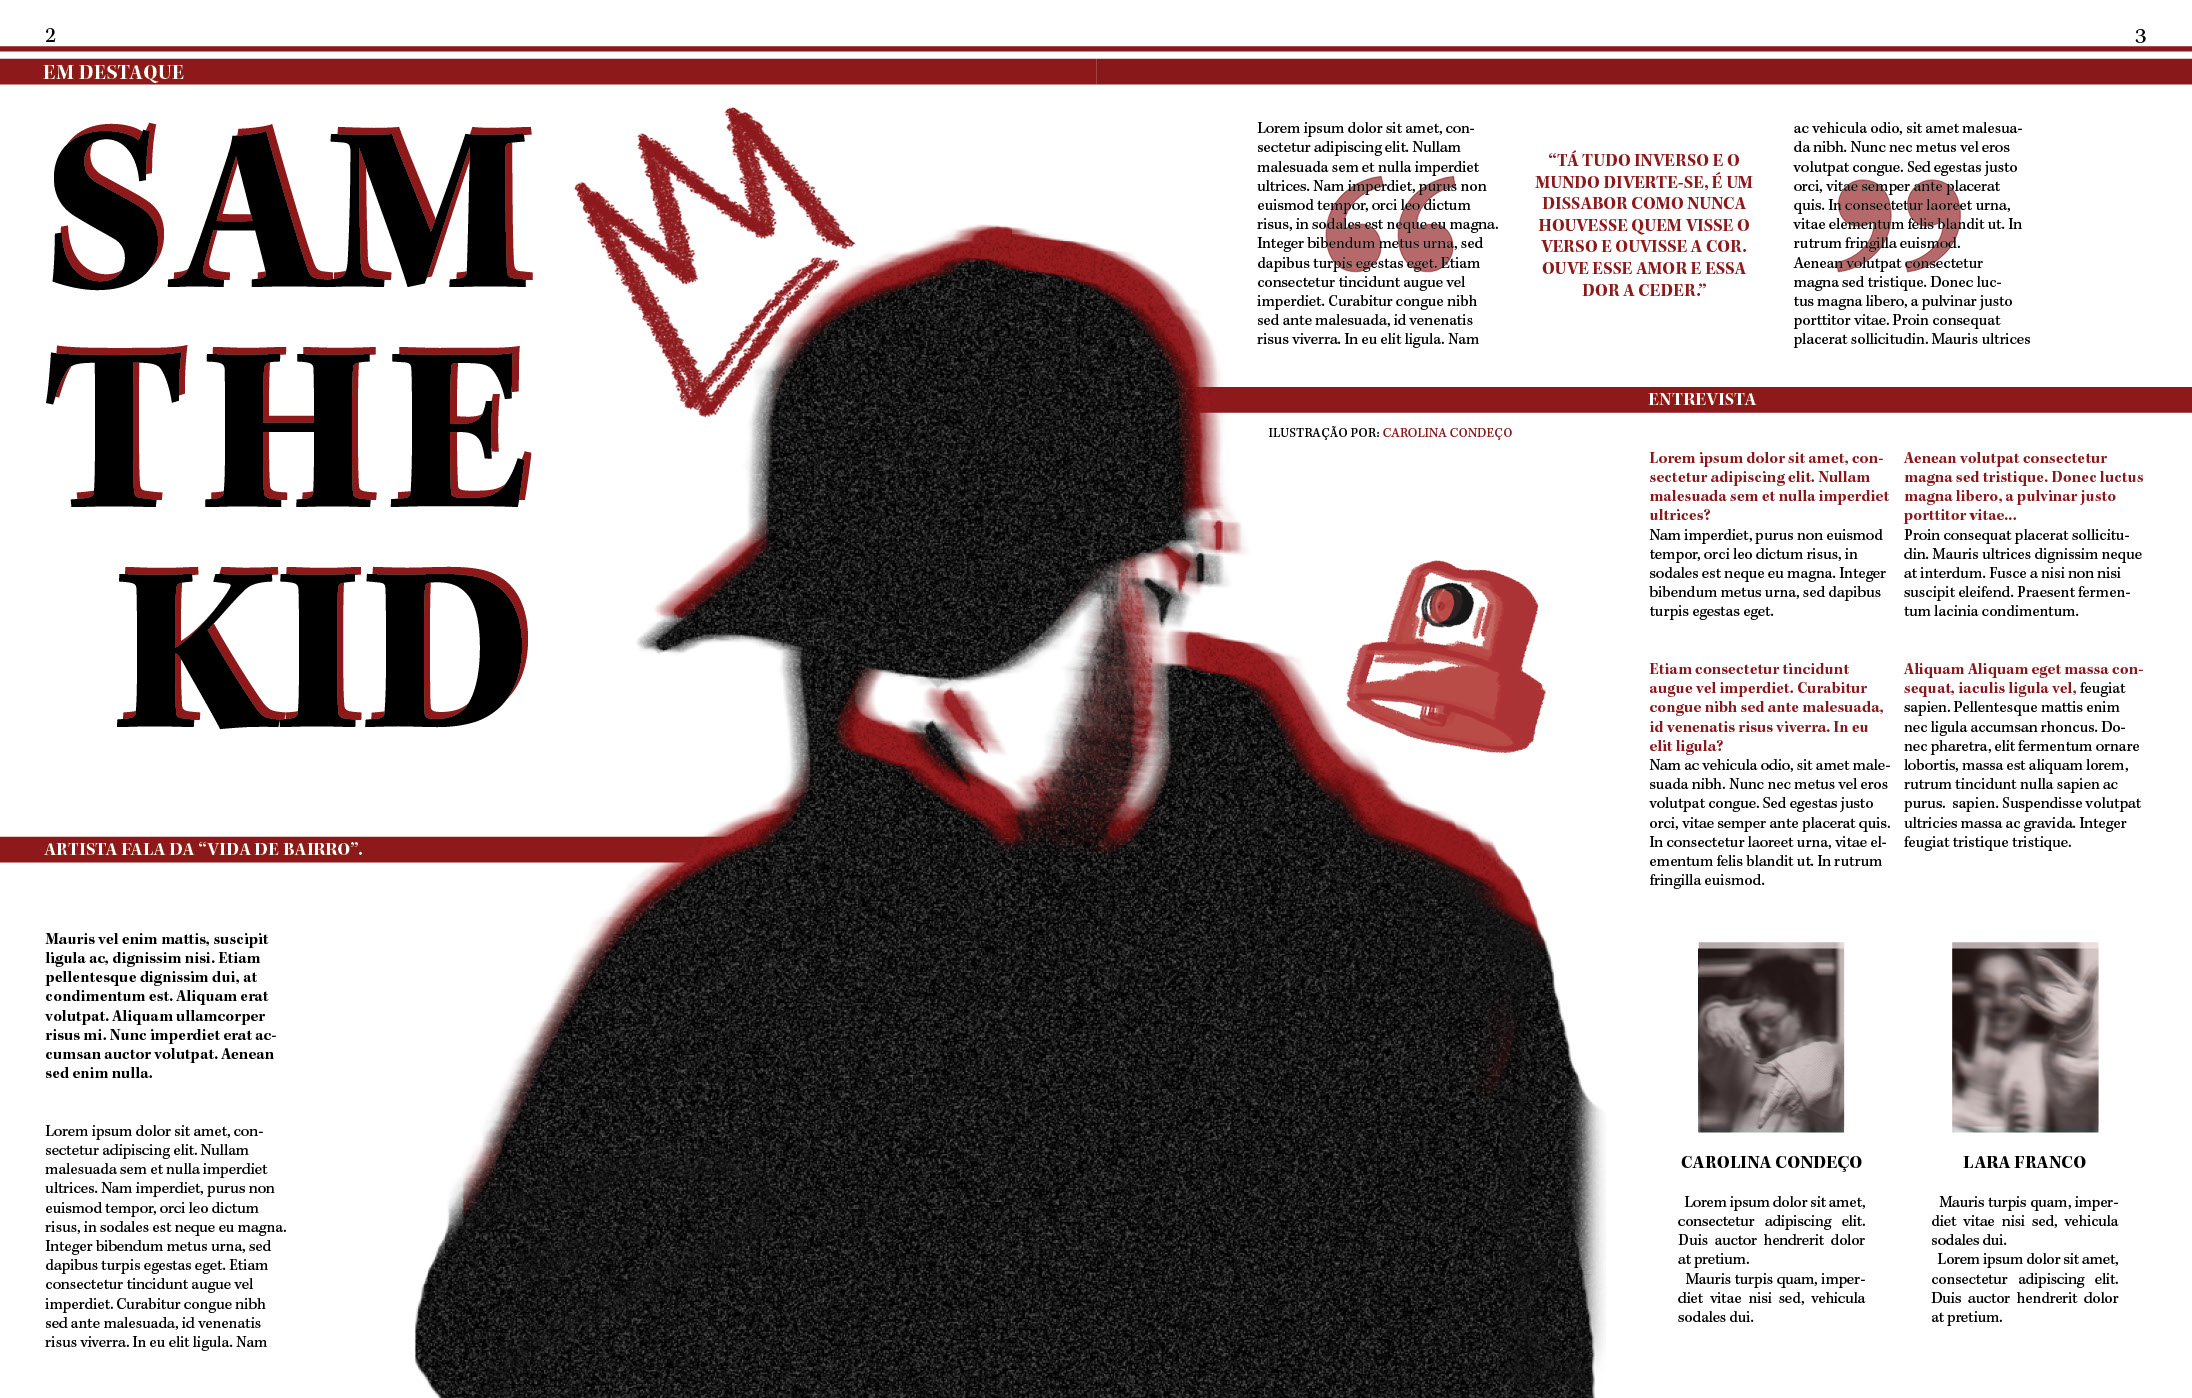 2
3
EM DESTAQUE
SAM
THE
KID
ARTISTA FALA DA “VIDA DE BAIRRO”.
Mauris vel enim mattis, suscipit
ligula ac, dignissim nisi. Etiam
pellentesque dignissim dui, at
condimentum est. Aliquam erat
volutpat. Aliquam ullamcorper
risus mi. Nunc imperdiet erat ac-
cumsan auctor volutpat. Aenean
sed enim nulla.
Lorem ipsum dolor sit amet, con-
sectetur adipiscing elit. Nullam
malesuada sem et nulla imperdiet
ultrices. Nam imperdiet, purus non
euismod tempor, orci leo dictum
risus, in sodales est neque eu magna.
Integer bibendum metus urna, sed
dapibus turpis egestas eget. Etiam
consectetur tincidunt augue vel
imperdiet. Curabitur congue nibh
sed ante malesuada, id venenatis
risus viverra. In eu elit ligula. Nam
Lorem ipsum dolor sit amet, con-
sectetur adipiscing elit. Nullam
malesuada sem et nulla imperdiet
ultrices. Nam imperdiet, purus non
euismod tempor, orci leo dictum
risus, in sodales est neque eu magna.
Integer bibendum metus urna, sed
dapibus turpis egestas eget. Etiam
consectetur tincidunt augue vel
imperdiet. Curabitur congue nibh
sed ante malesuada, id venenatis
risus viverra. In eu elit ligula. Nam
“
“TÁ TUDO INVERSO E O
MUNDO DIVERTE-SE, É UM
DISSABOR COMO NUNCA
HOUVESSE QUEM VISSE O
VERSO E OUVISSE A COR.
OUVE ESSE AMOR E ESSA
DOR A CEDER.”
”
ac vehicula odio, sit amet malesua-
da nibh. Nunc nec metus vel eros
volutpat congue. Sed egestas justo
orci, vitae semper ante placerat
quis. In consectetur laoreet urna,
vitae elementum felis blandit ut. In
rutrum fringilla euismod.
Aenean volutpat consectetur
magna sed tristique. Donec luc-
tus magna libero, a pulvinar justo
porttitor vitae. Proin consequat
placerat sollicitudin. Mauris ultrices
ENTREVISTA
ILUSTRAÇÃO POR: CAROLINA CONDEÇO
Lorem ipsum dolor sit amet, con-
sectetur adipiscing elit. Nullam
malesuada sem et nulla imperdiet
ultrices?
Nam imperdiet, purus non euismod
tempor, orci leo dictum risus, in
sodales est neque eu magna. Integer
bibendum metus urna, sed dapibus
turpis egestas eget.
Etiam consectetur tincidunt
augue vel imperdiet. Curabitur
congue nibh sed ante malesuada,
id venenatis risus viverra. In eu
elit ligula?
Nam ac vehicula odio, sit amet male-
suada nibh. Nunc nec metus vel eros
volutpat congue. Sed egestas justo
orci, vitae semper ante placerat quis.
In consectetur laoreet urna, vitae el-
ementum felis blandit ut. In rutrum
fringilla euismod.
Aenean volutpat consectetur
magna sed tristique. Donec luctus
magna libero, a pulvinar justo
porttitor vitae...
Proin consequat placerat sollicitu-
din. Mauris ultrices dignissim neque
at interdum. Fusce a nisi non nisi
suscipit eleifend. Praesent fermen-
tum lacinia condimentum.
Aliquam Aliquam eget massa con-
sequat, iaculis ligula vel, feugiat
sapien. Pellentesque mattis enim
nec ligula accumsan rhoncus. Do-
nec pharetra, elit fermentum ornare
lobortis, massa est aliquam lorem,
rutrum tincidunt nulla sapien ac
purus. sapien. Suspendisse volutpat
ultricies massa ac gravida. Integer
feugiat tristique tristique.
CAROLINA CONDEÇO
Lorem ipsum dolor sit amet,
consectetur adipiscing elit.
Duis auctor hendrerit dolor
at pretium.
Mauris turpis quam, imper-
diet vitae nisi sed, vehicula
sodales dui.
LARA FRANCO
Mauris turpis quam, imper-
diet vitae nisi sed, vehicula
sodales dui.
Lorem ipsum dolor sit amet,
consectetur adipiscing elit.
Duis auctor hendrerit dolor
at pretium.